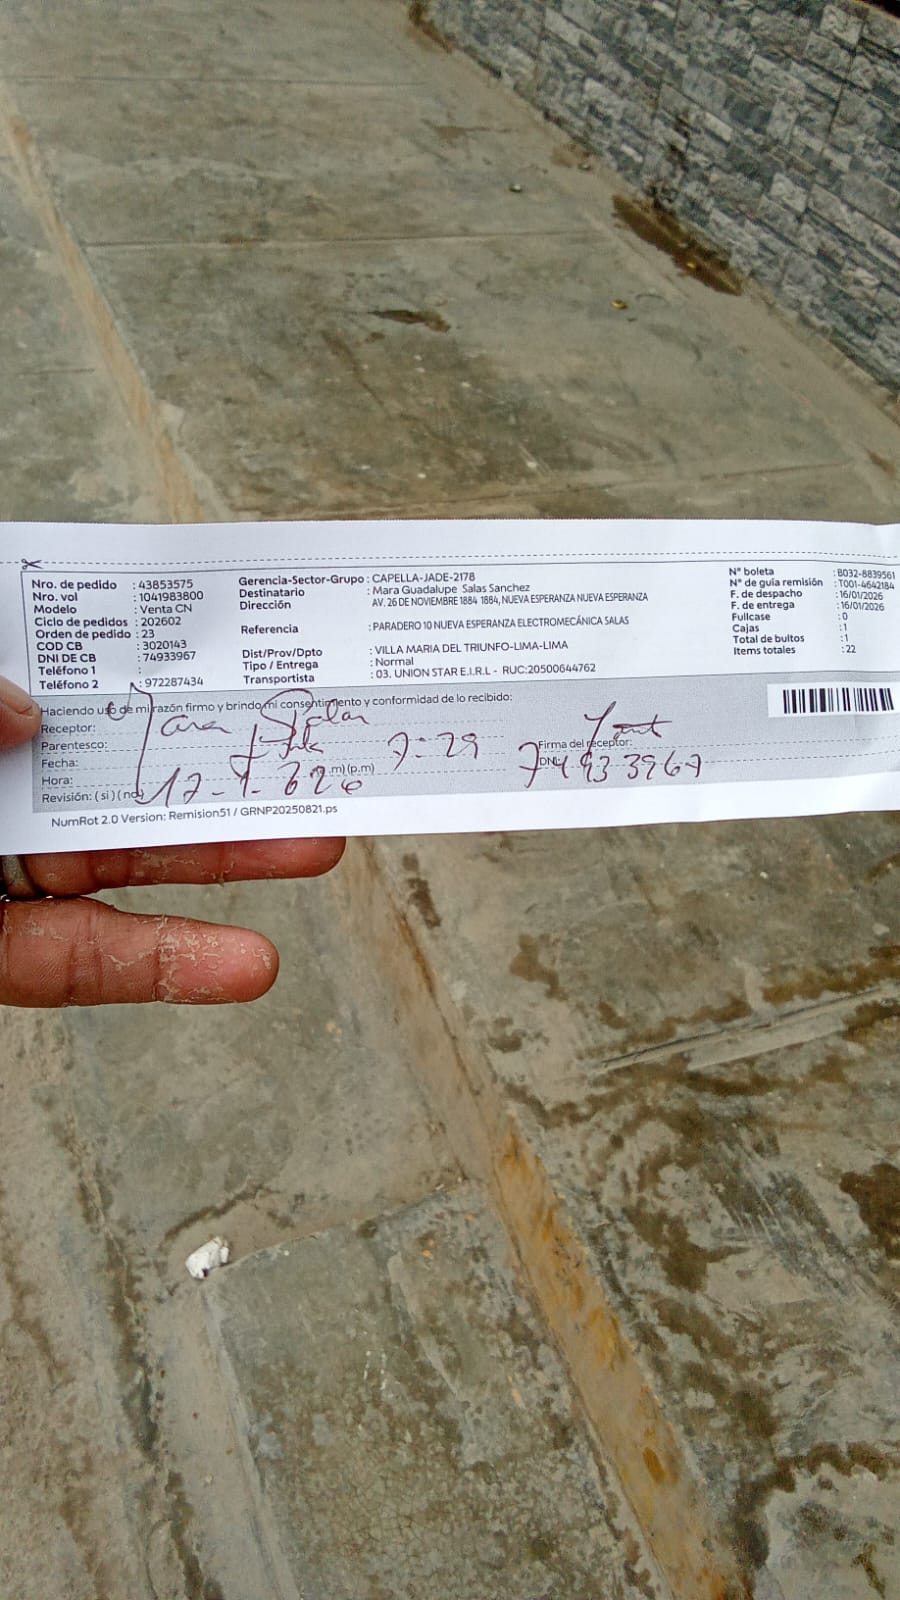 Nro. de pedido : 43853575
Nro. vol : 1041983800
Modelo : Venta CN
Ciclo de pedidos : 202602
Orden de pedido : 23
COD CB : 3020143
DNI DE CB : 74933967
Teléfono 1 :
Teléfono 2 : 972287434
Gerencia-Sector-Grupo : CAPELLA-JADE-2178
Destinatario : Mara Guadalupe Salas Sanchez
Dirección AV. 26 DE NOVIEMBRE 1884 1884, NUEVA ESPERANZA NUEVA ESPERANZA
Referencia : PARADERO 10 NUEVA ESPERANZA ELECTROMECÁNICA SALAS
Dist/Prov/Dpto : VILLA MARIA DEL TRIUNFO-LIMA-LIMA
Tipo / Entrega : Normal
Transportista : 03. UNION STAR E.I.R.L - RUC:20500644762
N° boleta : B032-8839561
N° de guía remisión : T001-4642184
F. de despacho : 16/01/2026
F. de entrega : 16/01/2026
Fullcase : 0
Cajas : 1
Total de bultos : 1
Items totales : 22
Haciendo uso de mi razón firmo y brindo mi consentimiento y conformidad de lo recibido:
Receptor: Mara Salas
Parentesco:
Fecha:
Hora: (p.m) 7:29
Revisión: (si) (no)
Firma del receptor:
DNI: 74933967
NumRot 2.0 Version: Remision51 / GRNP20250821.ps